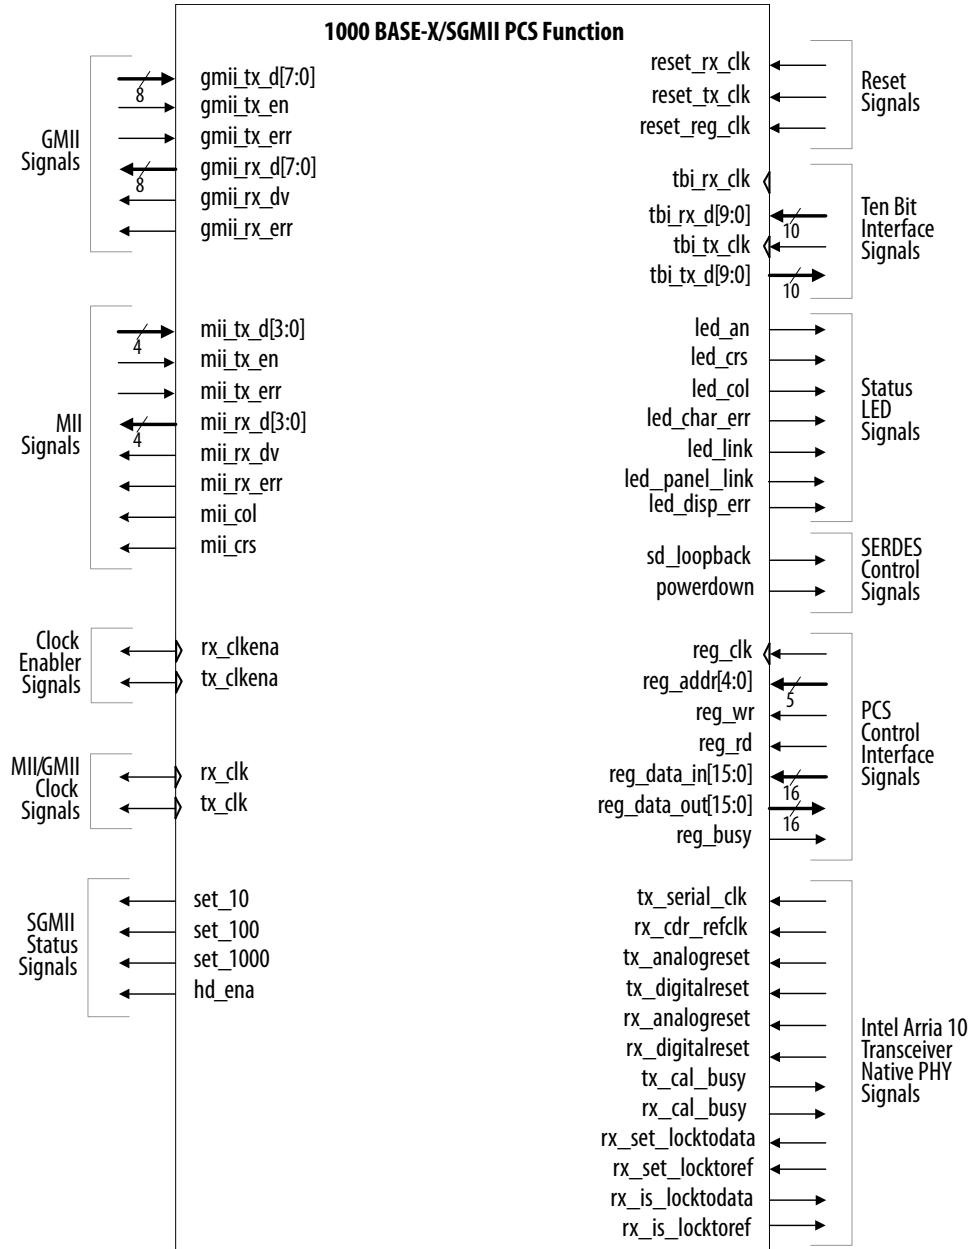 1000 BASE-X/SGMII PCS Function
GMII
Signals
gmii_tx_d[7:0]
8
gmii_tx_en
gmii_tx_err
gmii_rx_d[7:0]
8
gmii_rx_dv
gmii_rx_err
MII
Signals
mii_tx_d[3:0]
4
mii_tx_en
mii_tx_err
mii_rx_d[3:0]
4
mii_rx_dv
mii_rx_err
mii_col
mii_crs
Clock
Enabler
Signals
rx_clkena
tx_clkena
MII/GMII
Clock
Signals
rx_clk
tx_clk
SGMII
Status
Signals
set_10
set_100
set_1000
hd_ena
reset_rx_clk
reset_tx_clk
reset_reg_clk
Reset
Signals
tbi_rx_clk
tbi_rx_d[9:0]
10
tbi_tx_clk
tbi_tx_d[9:0]
10
Ten Bit
Interface
Signals
led_an
led_crs
led_col
led_char_err
led_link
led_panel_link
led_disp_err
Status
LED
Signals
sd_loopback
powerdown
SERDES
Control
Signals
reg_clk
reg_addr[4:0]
5
reg_wr
reg_rd
reg_data_in[15:0]
16
reg_data_out[15:0]
16
reg_busy
PCS
Control
Interface
Signals
tx_serial_clk
rx_cdr_refclk
tx_analogreset
tx_digitalreset
rx_analogreset
rx_digitalreset
tx_cal_busy
rx_cal_busy
rx_set_locktodata
rx_set_locktoref
rx_is_locktodata
rx_is_locktoref
Intel Arria 10
Transceiver
Native PHY
Signals